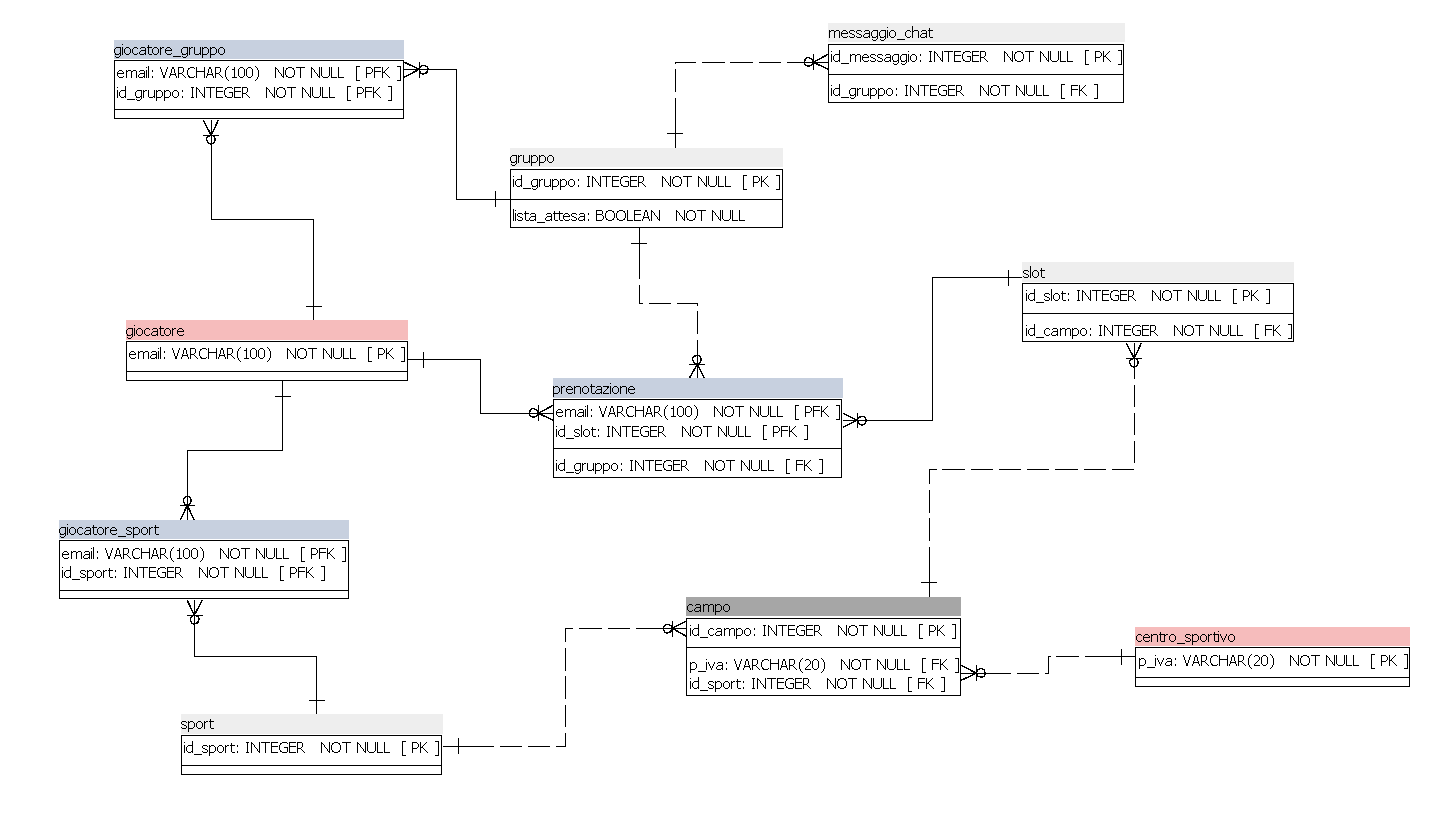 giocatore_gruppo
email: VARCHAR(100) NOT NULL [ PFK ]
id_gruppo: INTEGER NOT NULL [ PFK ]
messaggio_chat
id_messaggio: INTEGER NOT NULL [ PK ]
id_gruppo: INTEGER NOT NULL [ FK ]
gruppo
id_gruppo: INTEGER NOT NULL [ PK ]
lista_attesa: BOOLEAN NOT NULL
slot
id_slot: INTEGER NOT NULL [ PK ]
id_campo: INTEGER NOT NULL [ FK ]
giocatore
email: VARCHAR(100) NOT NULL [ PK ]
prenotazione
email: VARCHAR(100) NOT NULL [ PFK ]
id_slot: INTEGER NOT NULL [ PFK ]
id_gruppo: INTEGER NOT NULL [ FK ]
giocatore_sport
email: VARCHAR(100) NOT NULL [ PFK ]
id_sport: INTEGER NOT NULL [ PFK ]
campo
id_campo: INTEGER NOT NULL [ PK ]
p_iva: VARCHAR(20) NOT NULL [ FK ]
id_sport: INTEGER NOT NULL [ FK ]
centro_sportivo
p_iva: VARCHAR(20) NOT NULL [ PK ]
sport
id_sport: INTEGER NOT NULL [ PK ]